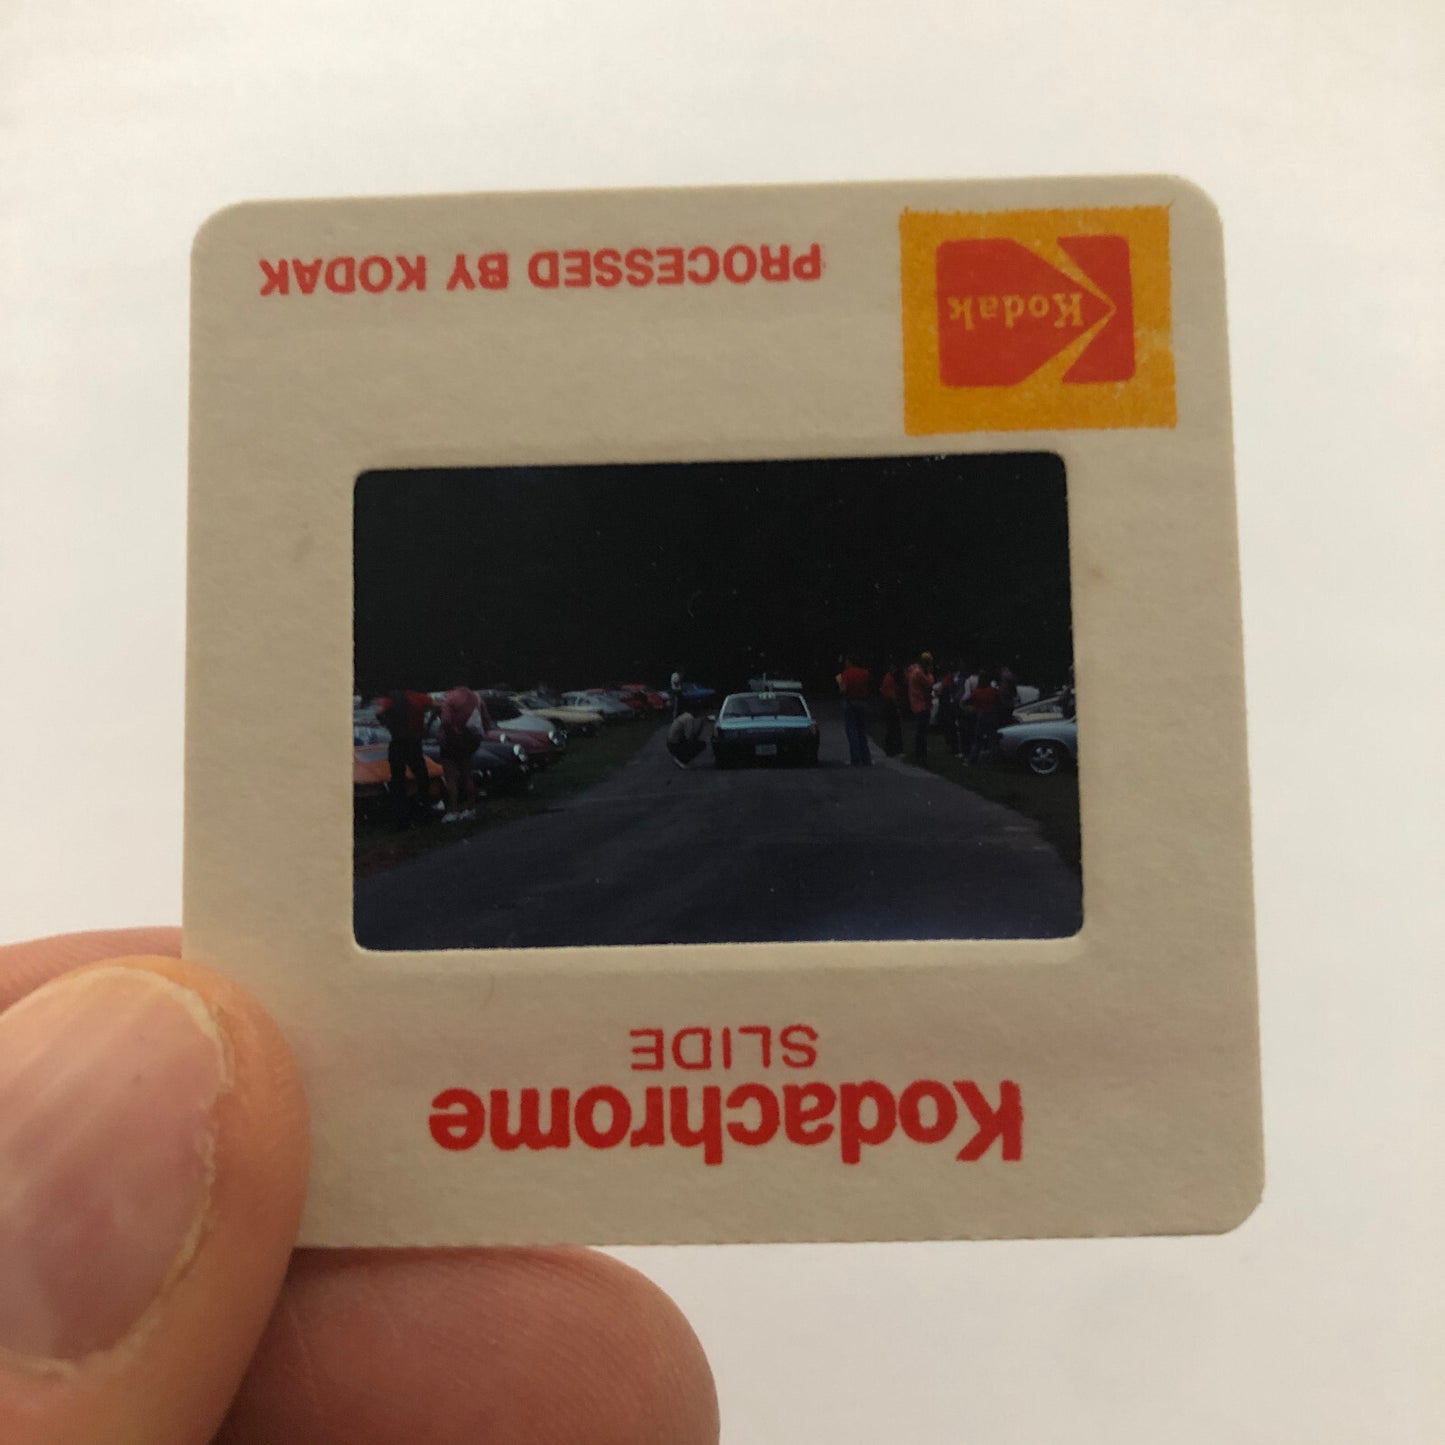 Kodachrome
SLIDE
Kodak
PROCESSED BY KODAK